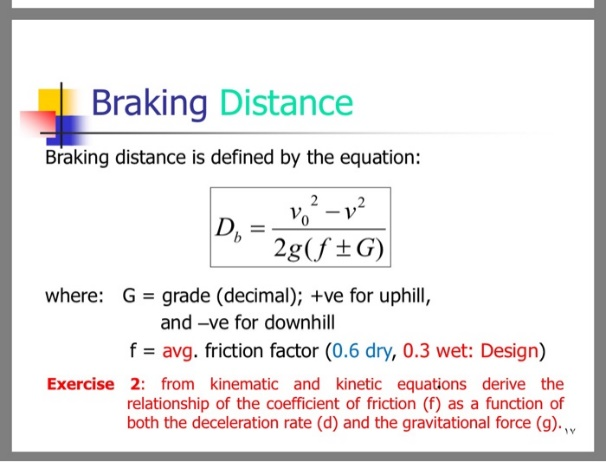 Braking Distance
Braking distance is defined by the equation:
D_b = (v_0^2 − v^2) / (2g(f ± G))
where: G = grade (decimal); +ve for uphill,
and –ve for downhill
f = avg. friction factor (0.6 dry, 0.3 wet: Design)
Exercise 2: from kinematic and kinetic equations derive the
relationship of the coefficient of friction (f) as a function of
both the deceleration rate (d) and the gravitational force (g).
١٧